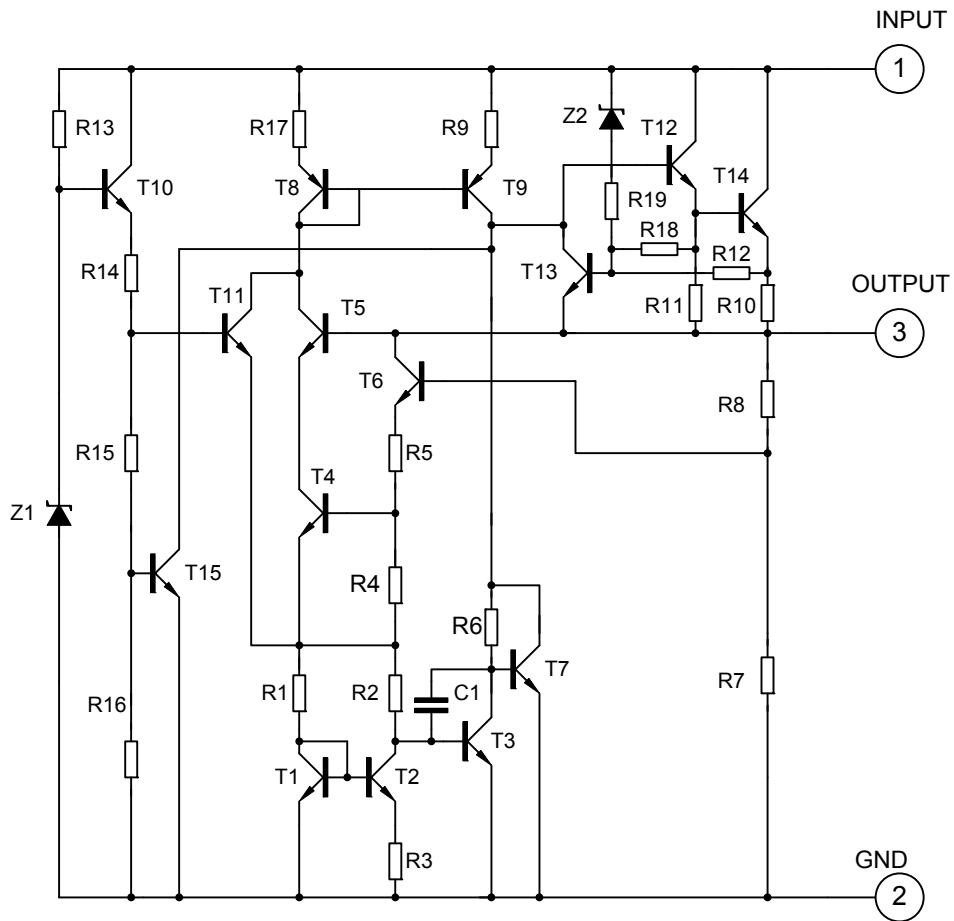 INPUT
1
R13
R17
R9
Z2
T12
T10
T8
T9
T14
R19
R18
R14
T13
R12
T11
T5
R11
R10
OUTPUT
3
T6
R8
R15
R5
T4
Z1
T15
R4
R6
T7
R7
R16
R1
R2
C1
T3
T1
T2
R3
GND
2